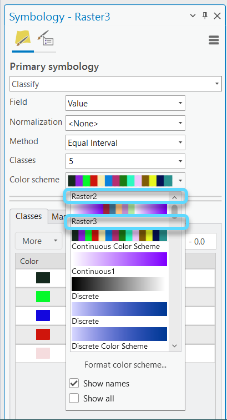 Symbology - Raster3
Primary symbology
Classify
Field Value
Normalization <None>
Method Equal Interval
Classes 5
Color scheme
Raster2
Raster3
Classes
More 0.0
Color
Continuous Color Scheme
Continuous1
Discrete
Discrete
Discrete Color Scheme
Format color scheme...
Show names
Show all